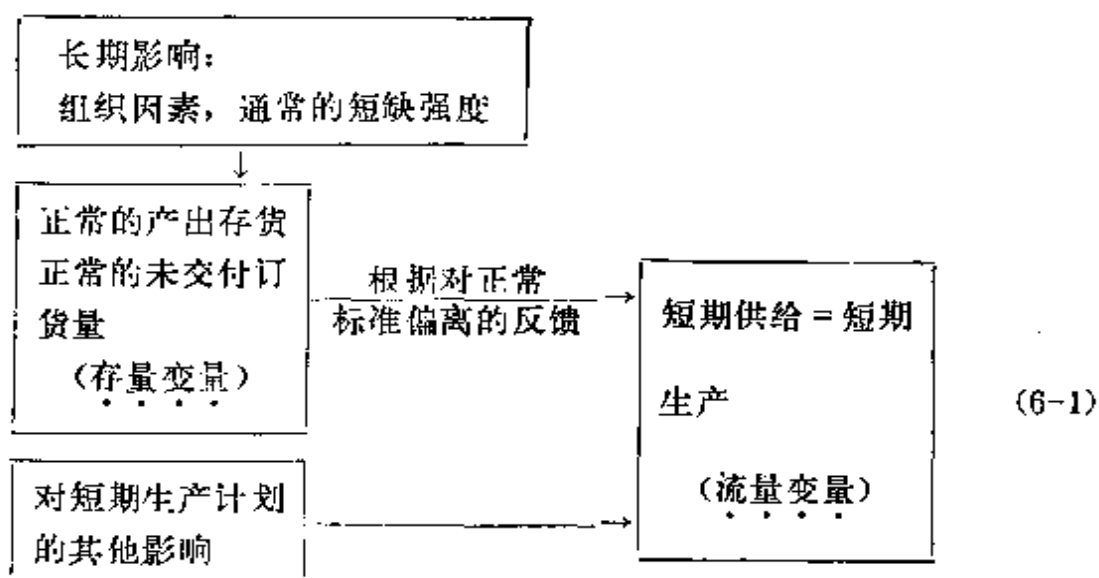 长期影响：
组织因素，通常的短缺强度
↓
正常的产出存货
正常的未交付订
货量
（存量变量）
根据对正常
标准偏离的反馈
短期供给＝短期
生产
（流量变量）
(6-1)
对短期生产计划
的其他影响